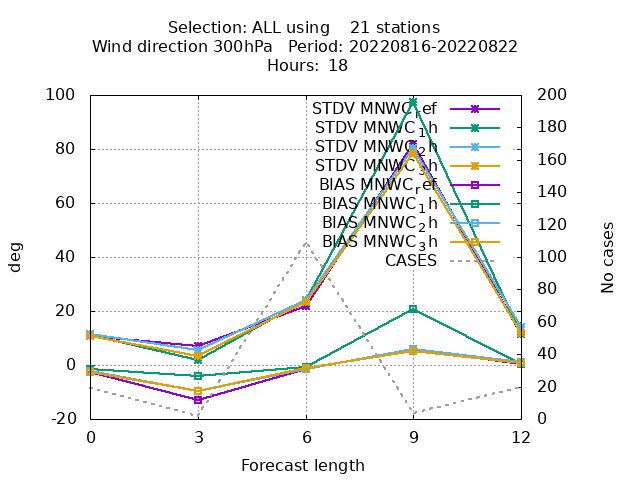 Selection: ALL using 21 stations
Wind direction 300hPa Period: 20220816-20220822
Hours: 18
100 200
STDV MNWC_ref
STDV MNWC_1h
180
STDV MNWC_2h
80
STDV MNWC_3h
160
BIAS MNWC_ref
140
BIAS MNWC_1h
60
BIAS MNWC_2h
120
BIAS MNWC_3h
40 100
CASES
deg
No cases
80
20
60
0
40
20
-20 0
0 3 6 9 12
Forecast length